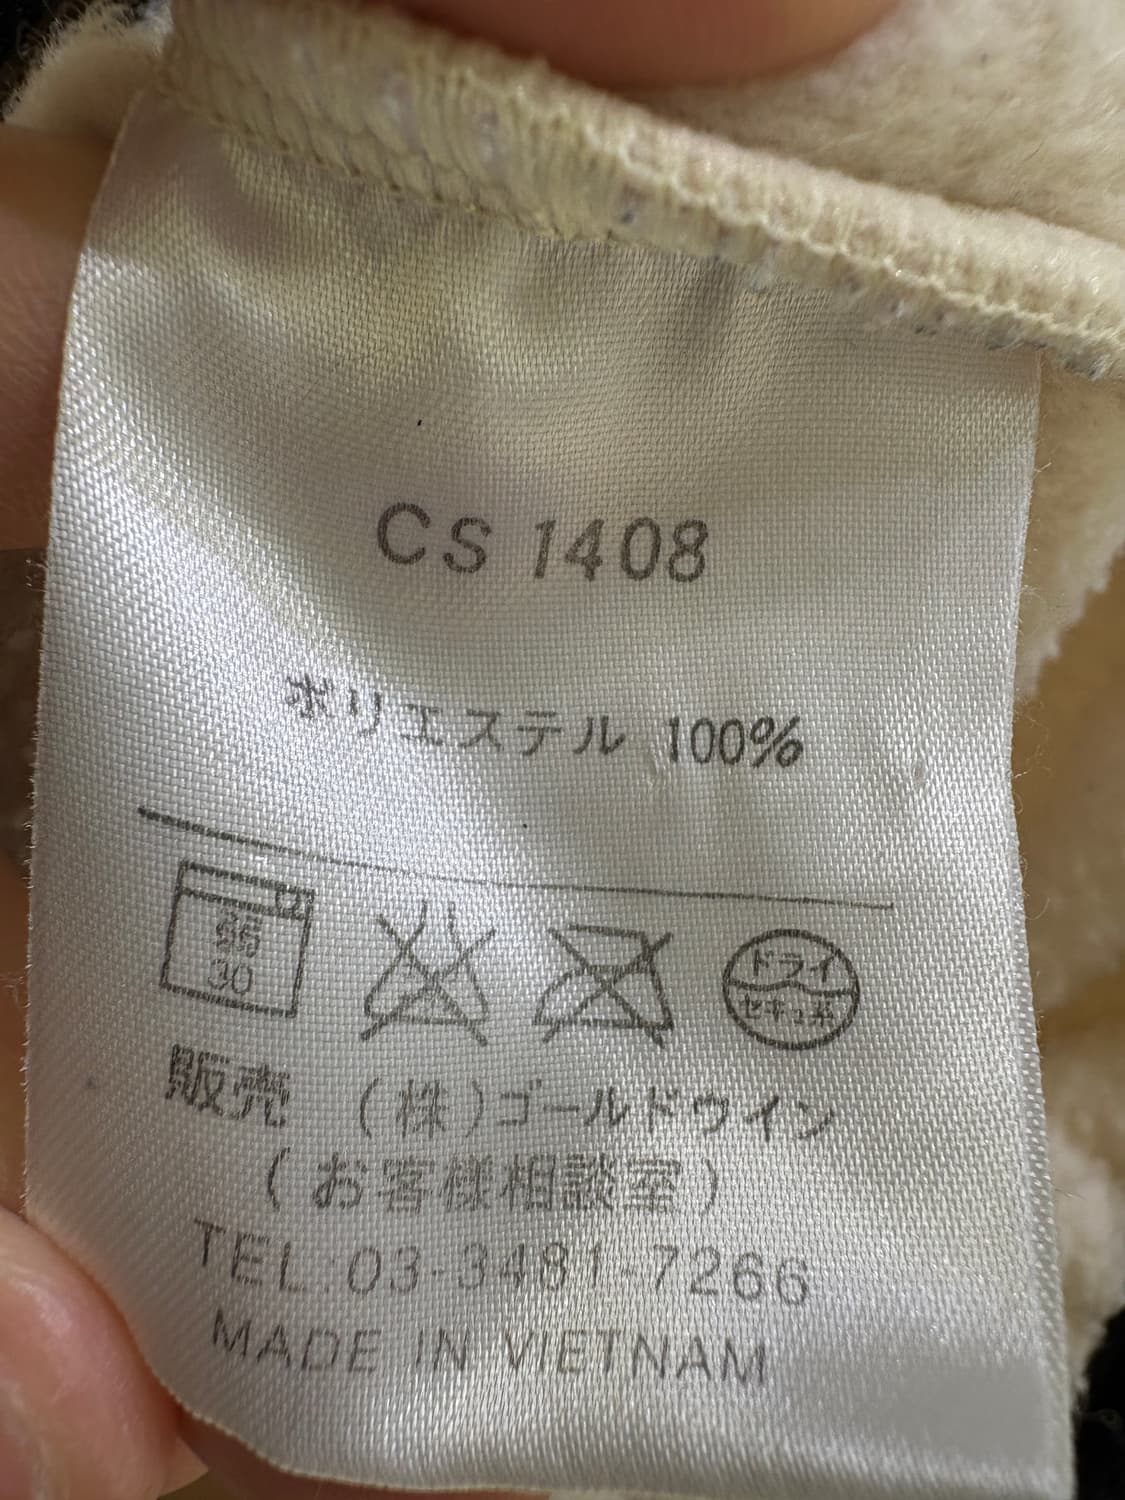 CS 1408
ポリエステル 100%
弱
30
ドライ
セキユ系
販売 (株)ゴールドウイン
(お客様相談室)
TEL:03-3481-7266
MADE IN VIETNAM